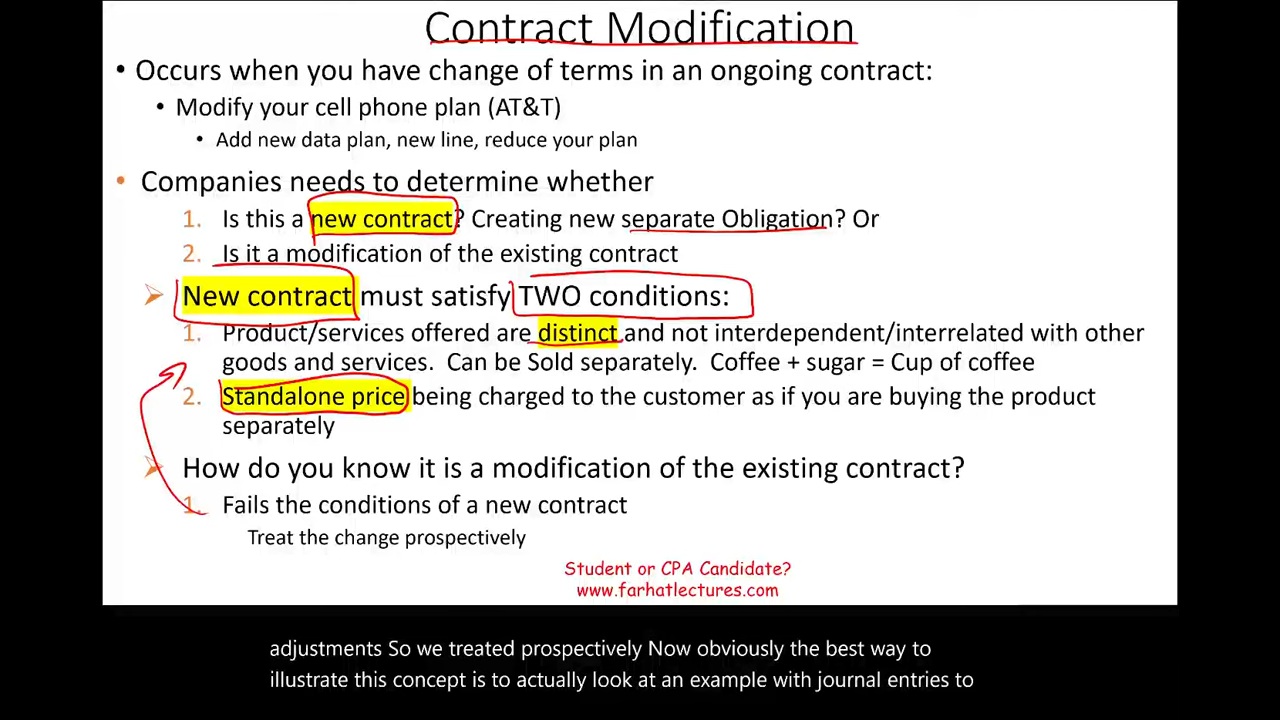 Contract Modification
• Occurs when you have change of terms in an ongoing contract:
• Modify your cell phone plan (AT&T)
• Add new data plan, new line, reduce your plan
• Companies needs to determine whether
1. Is this a new contract? Creating new separate Obligation? Or
2. Is it a modification of the existing contract
New contract must satisfy TWO conditions:
1. Product/services offered are distinct and not interdependent/interrelated with other
goods and services. Can be Sold separately. Coffee + sugar = Cup of coffee
2. Standalone price being charged to the customer as if you are buying the product
separately
How do you know it is a modification of the existing contract?
1. Fails the conditions of a new contract
Treat the change prospectively
Student or CPA Candidate?
www.farhatlectures.com
adjustments So we treated prospectively Now obviously the best way to
illustrate this concept is to actually look at an example with journal entries to